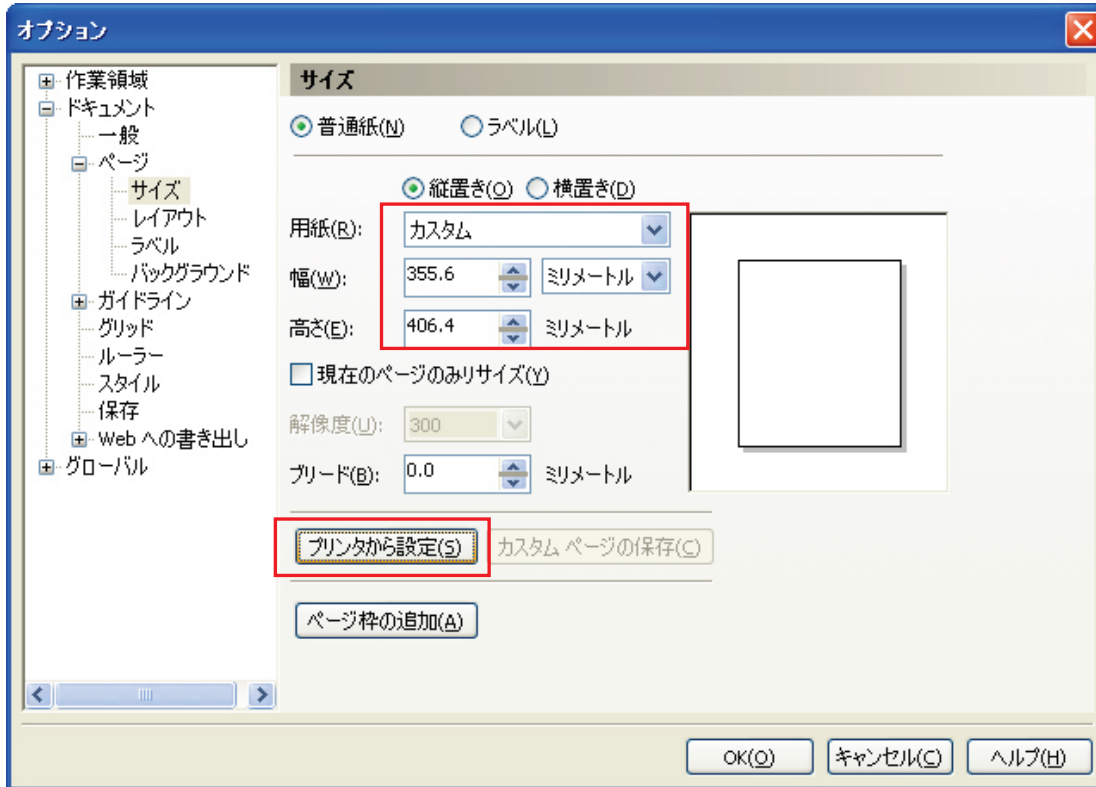 オプション
作業領域
ドキュメント
一般
ページ
サイズ
レイアウト
ラベル
バックグラウンド
ガイドライン
グリッド
ルーラー
スタイル
保存
Web への書き出し
グローバル
サイズ
普通紙(N) ラベル(L)
縦置き(O) 横置き(D)
用紙(R): カスタム
幅(W): 355.6 ミリメートル
高さ(E): 406.4 ミリメートル
現在のページのみリサイズ(Y)
解像度(U): 300
ブリード(B): 0.0 ミリメートル
プリンタから設定(S) カスタム ページの保存(C)
ページ枠の追加(A)
OK(O) キャンセル(C) ヘルプ(H)